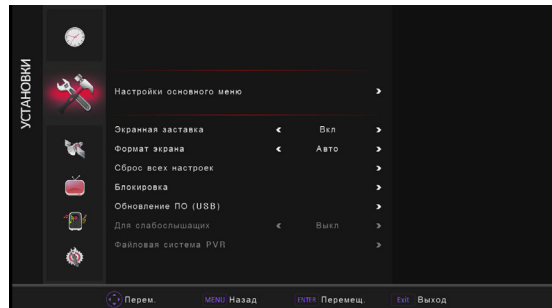 УСТАНОВКИ
Настройки основного меню
Экранная заставка Вкл
Формат экрана Авто
Сброс всех настроек
Блокировка
Обновление ПО (USB)
Для слабослышащих Выкл
Файловая система PVR
Перем. MENU Назад ENTER Перемещ. Exit Выход